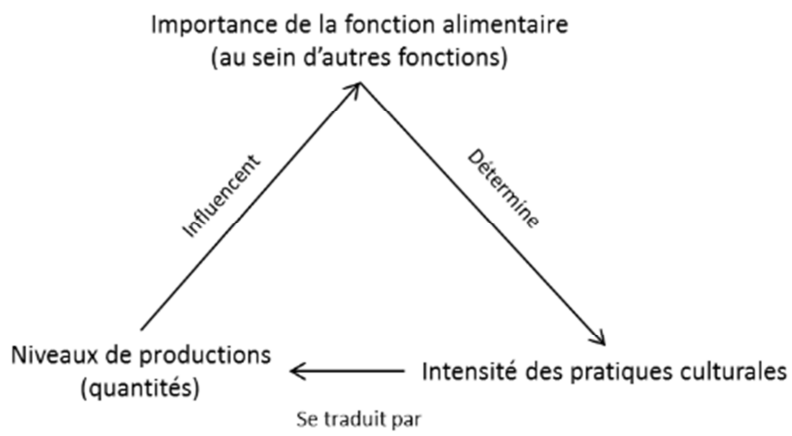 Importance de la fonction alimentaire
(au sein d'autres fonctions)
Influencent
Détermine
Niveaux de productions
(quantités)
Intensité des pratiques culturales
Se traduit par